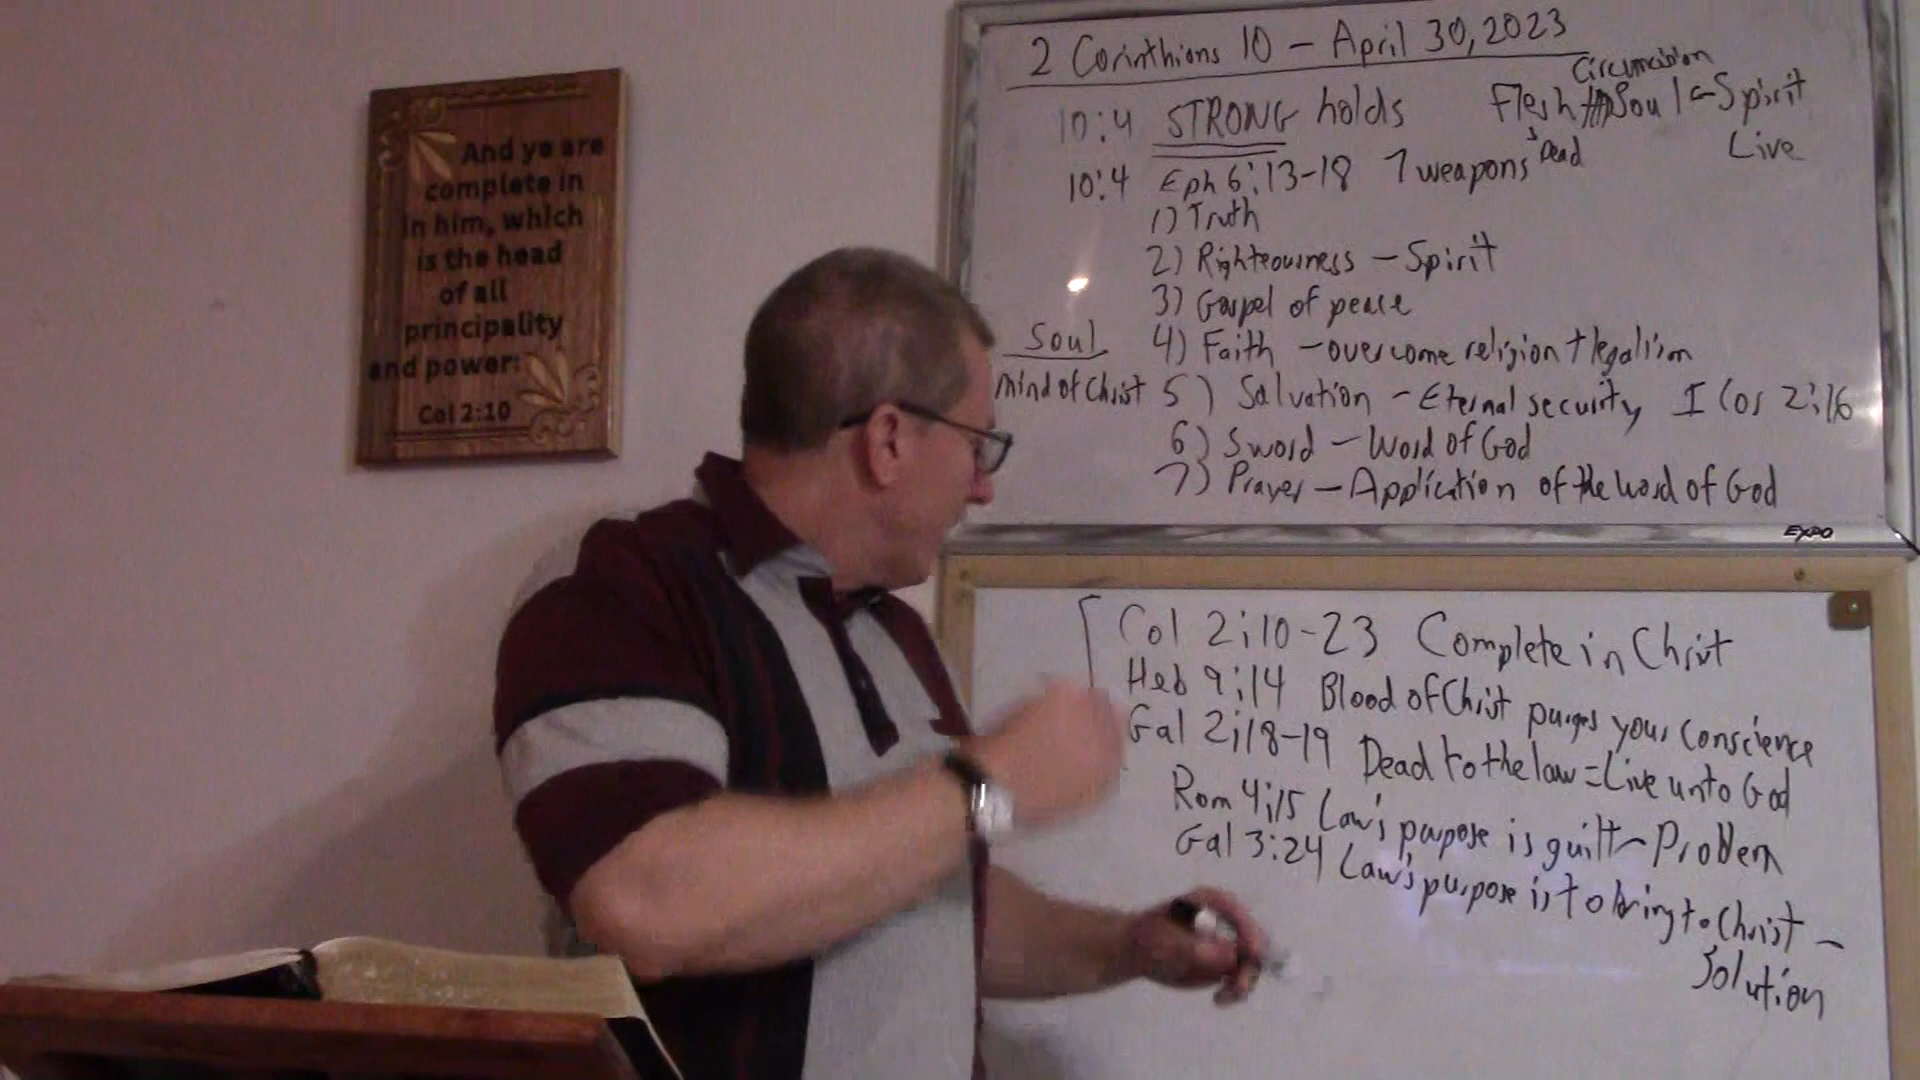 And ye are
complete in
in him, which
is the head
of all
principality
and power:
Col 2:10
2 Corinthians 10 - April 30, 2023
Circumcision
10:4 STRONG holds Flesh Soul Spirit
Dead Live
10:4 Eph 6:13-18 7 weapons
1) Truth
2) Righteousness - Spirit
3) Gospel of peace
Soul 4) Faith - overcome religion + legalism
mind of Christ 5) Salvation - Eternal security I Cor 2:16
6) Sword - Word of God
7) Prayer - Application of the Word of God
EXPO
Col 2:10-23 Complete in Christ
Heb 9:14 Blood of Christ purges your conscience
Gal 2:18-19 Dead to the law = Live unto God
Rom 4:15 Law's purpose is guilt - Problem
Gal 3:24 Law's purpose is to bring to Christ -
Solution